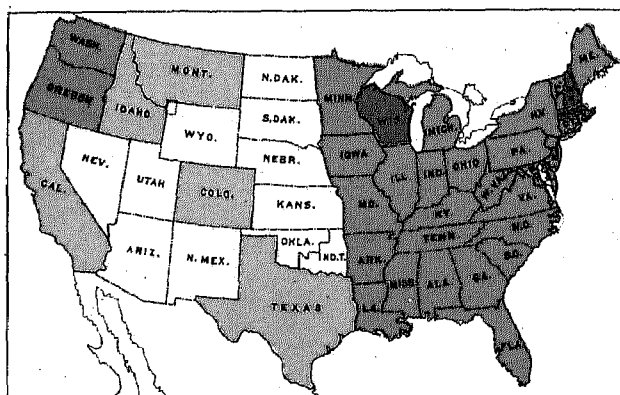 WASH.
OREGON
IDAHO
MONT.
N.DAK.
S.DAK.
WYO.
NEBR.
NEV.
UTAH
COLO.
KANS.
CAL.
ARIZ.
N.MEX.
OKLA.
IND.T.
TEXAS
MINN.
WIS.
MICH.
IOWA
ILL
IND.
OHIO
PA.
N.Y.
ME.
MO.
KY.
W.VA.
VA.
TENN.
N.C.
S.C.
ARK.
LA.
MISS
ALA.
GA.
FLA.